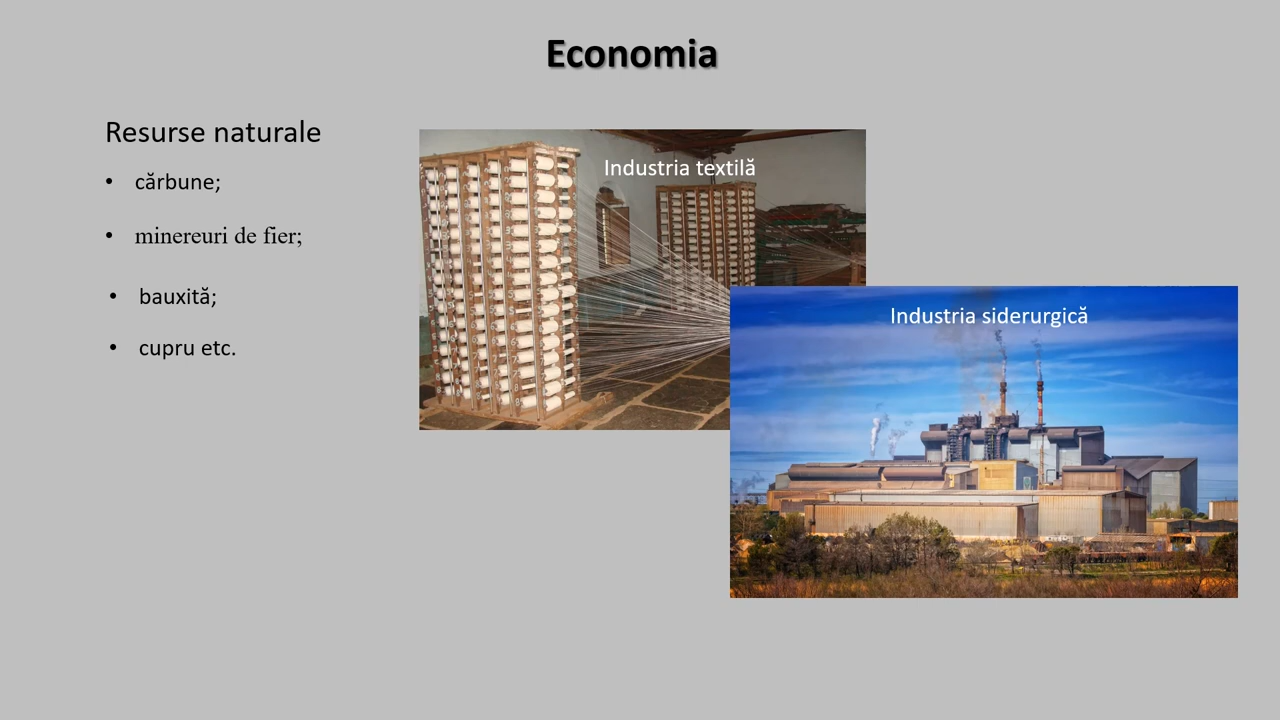 Economia
Resurse naturale
• cărbune;
• minereuri de fier;
• bauxită;
• cupru etc.
Industria textilă
Industria siderurgică